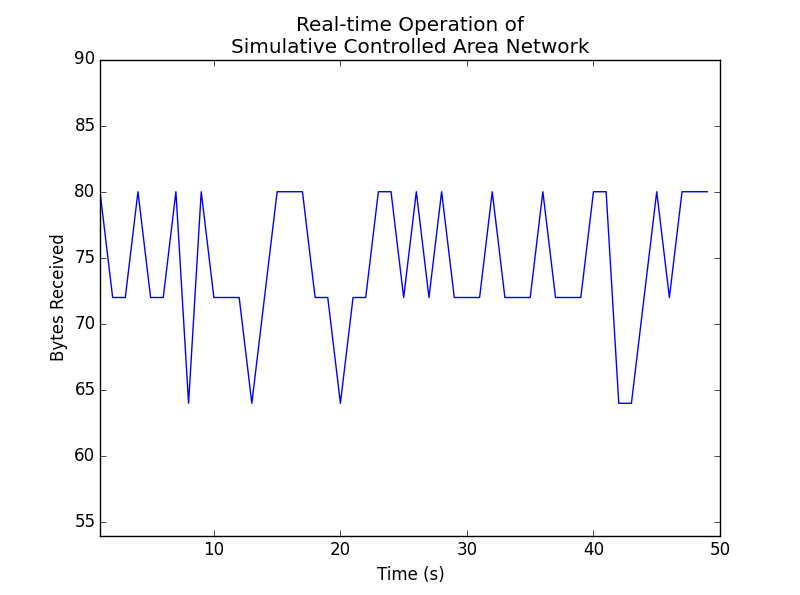 Real-time Operation of
Simulative Controlled Area Network
90
85
80
75
70
65
60
55
Bytes Received
10 20 30 40 50
Time (s)